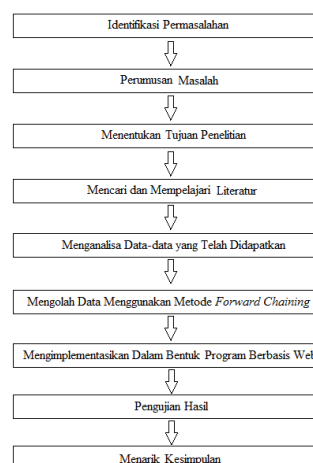 Identifikasi Permasalahan
Perumusan Masalah
Menentukan Tujuan Penelitian
Mencari dan Mempelajari Literatur
Menganalisa Data-data yang Telah Didapatkan
Mengolah Data Menggunakan Metode Forward Chaining
Mengimplementasikan Dalam Bentuk Program Berbasis Web
Pengujian Hasil
Menarik Kesimpulan